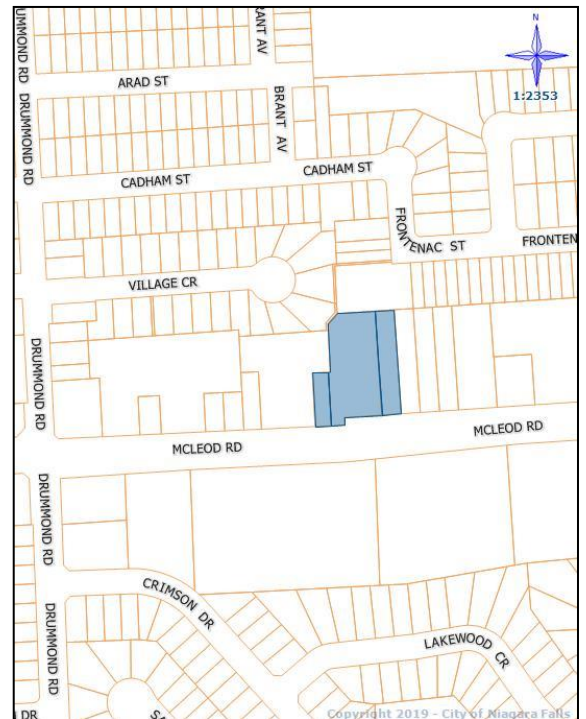 UMMOND RD
RANT AV
N
ARAD ST
1:2353
DRUMMOND RD
BRANT AV
CADHAM ST
CADHAM ST
FRONTENAC ST
FRONTEN
VILLAGE CR
DRUMMOND RD
MCLEOD RD
MCLEOD RD
DRUMMOND RD
CRIMSON DR
DRUMMOND RD
LAKEWOOD CR
DR
Copyright 2019 - City of Niagara Falls